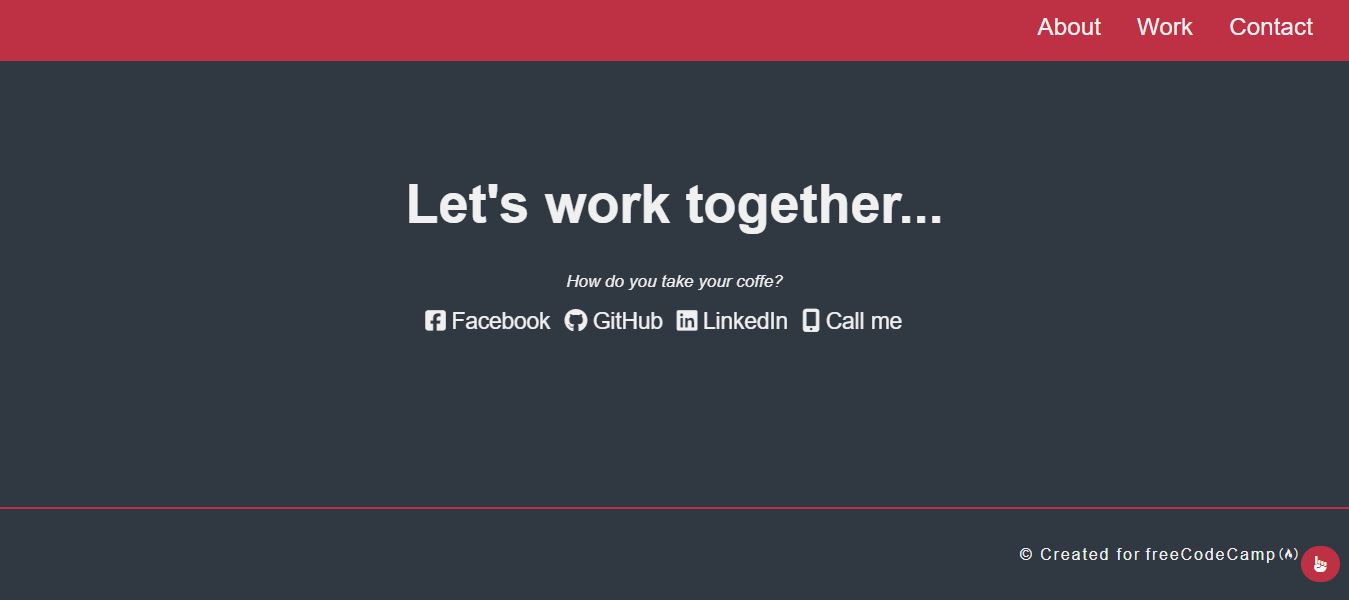 About Work Contact
Let's work together...
How do you take your coffe?
Facebook GitHub LinkedIn Call me
© Created for freeCodeCamp